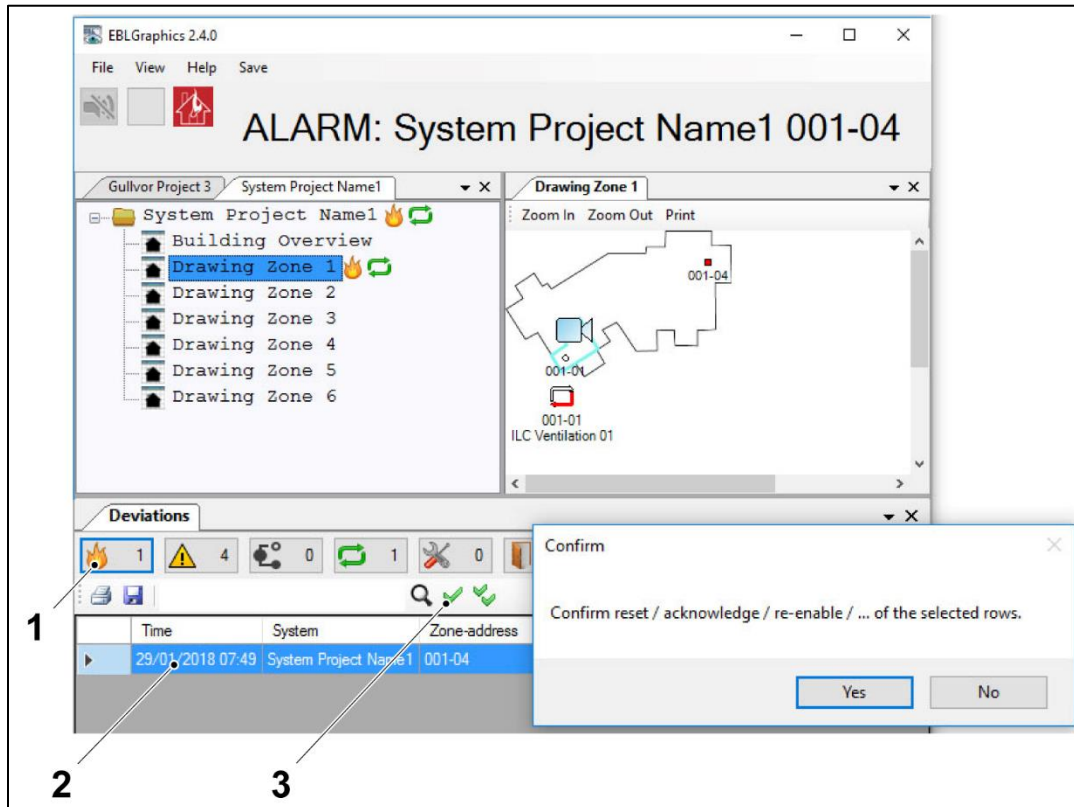 EBLGraphics 2.4.0
File View Help Save
ALARM: System Project Name1 001-04
Gullvor Project 3 System Project Name1
System Project Name1
Building Overview
Drawing Zone 1
Drawing Zone 2
Drawing Zone 3
Drawing Zone 4
Drawing Zone 5
Drawing Zone 6
Drawing Zone 1
Zoom In Zoom Out Print
001-04
001-01
001-01
ILC Ventilation 01
Deviations
1 4 0 1 0
Time System Zone-address
29/01/2018 07:49 System Project Name1 001-04
Confirm
Confirm reset / acknowledge / re-enable / ... of the selected rows.
Yes No
1
2 3